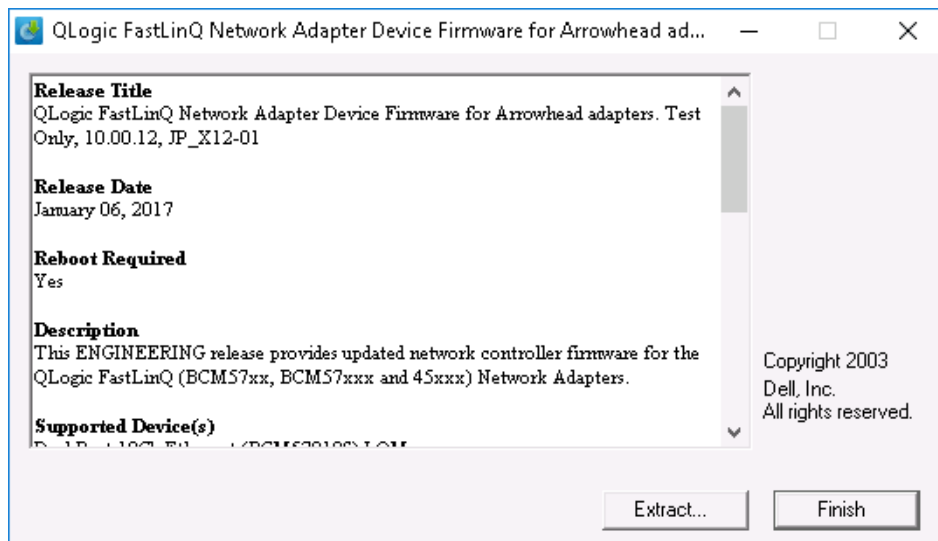 QLogic FastLinQ Network Adapter Device Firmware for Arrowhead ad...
Release Title
QLogic FastLinQ Network Adapter Device Firmware for Arrowhead adapters. Test
Only, 10.00.12, JP_X12-01
Release Date
January 06, 2017
Reboot Required
Yes
Description
This ENGINEERING release provides updated network controller firmware for the
QLogic FastLinQ (BCM57xx, BCM57xxx and 45xxx) Network Adapters.
Supported Device(s)
Copyright 2003
Dell, Inc.
All rights reserved.
Extract...
Finish